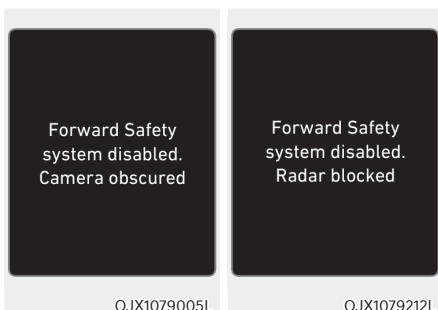 Forward Safety
system disabled.
Camera obscured
Forward Safety
system disabled.
Radar blocked
OJX1079005L
OJX1079212L